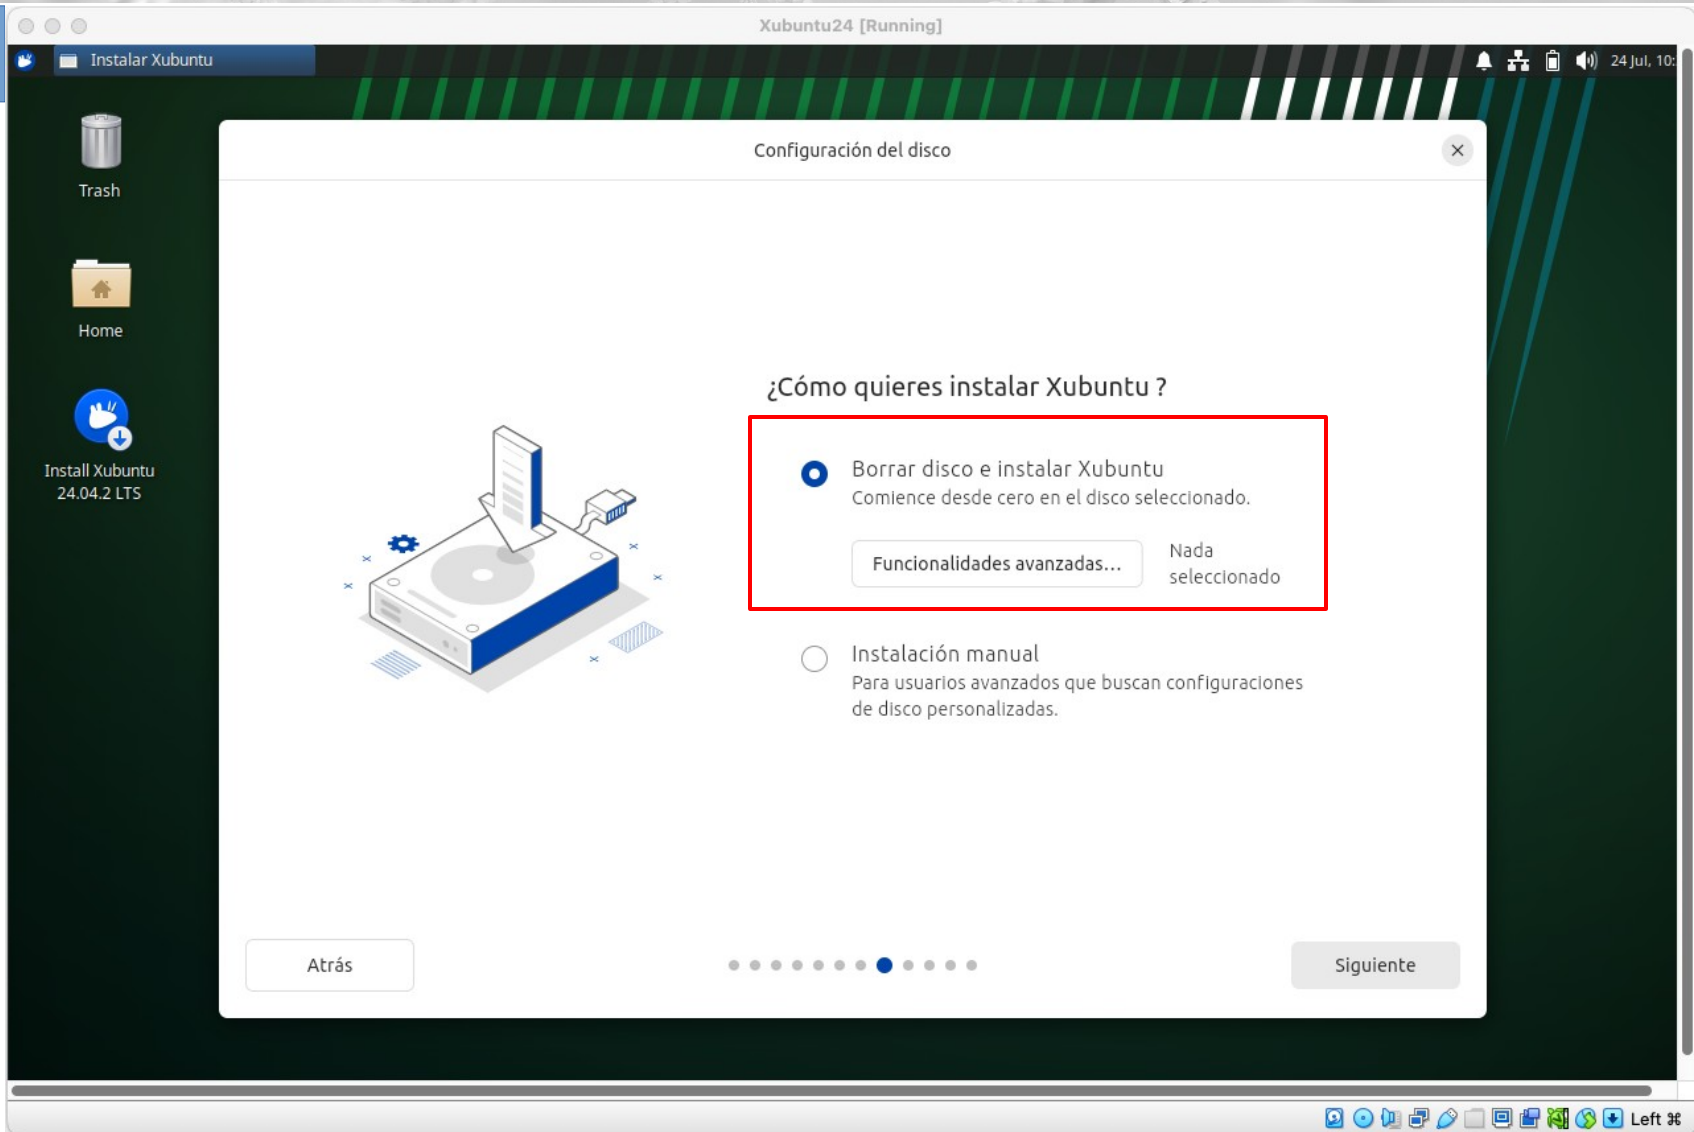 Xubuntu24 [Running]
Instalar Xubuntu
24 Jul, 10:
Trash
Home
Install Xubuntu
24.04.2 LTS
Configuración del disco
¿Cómo quieres instalar Xubuntu ?
Borrar disco e instalar Xubuntu
Comience desde cero en el disco seleccionado.
Funcionalidades avanzadas...
Nada
seleccionado
Instalación manual
Para usuarios avanzados que buscan configuraciones
de disco personalizadas.
Atrás
Siguiente
Left ⌘